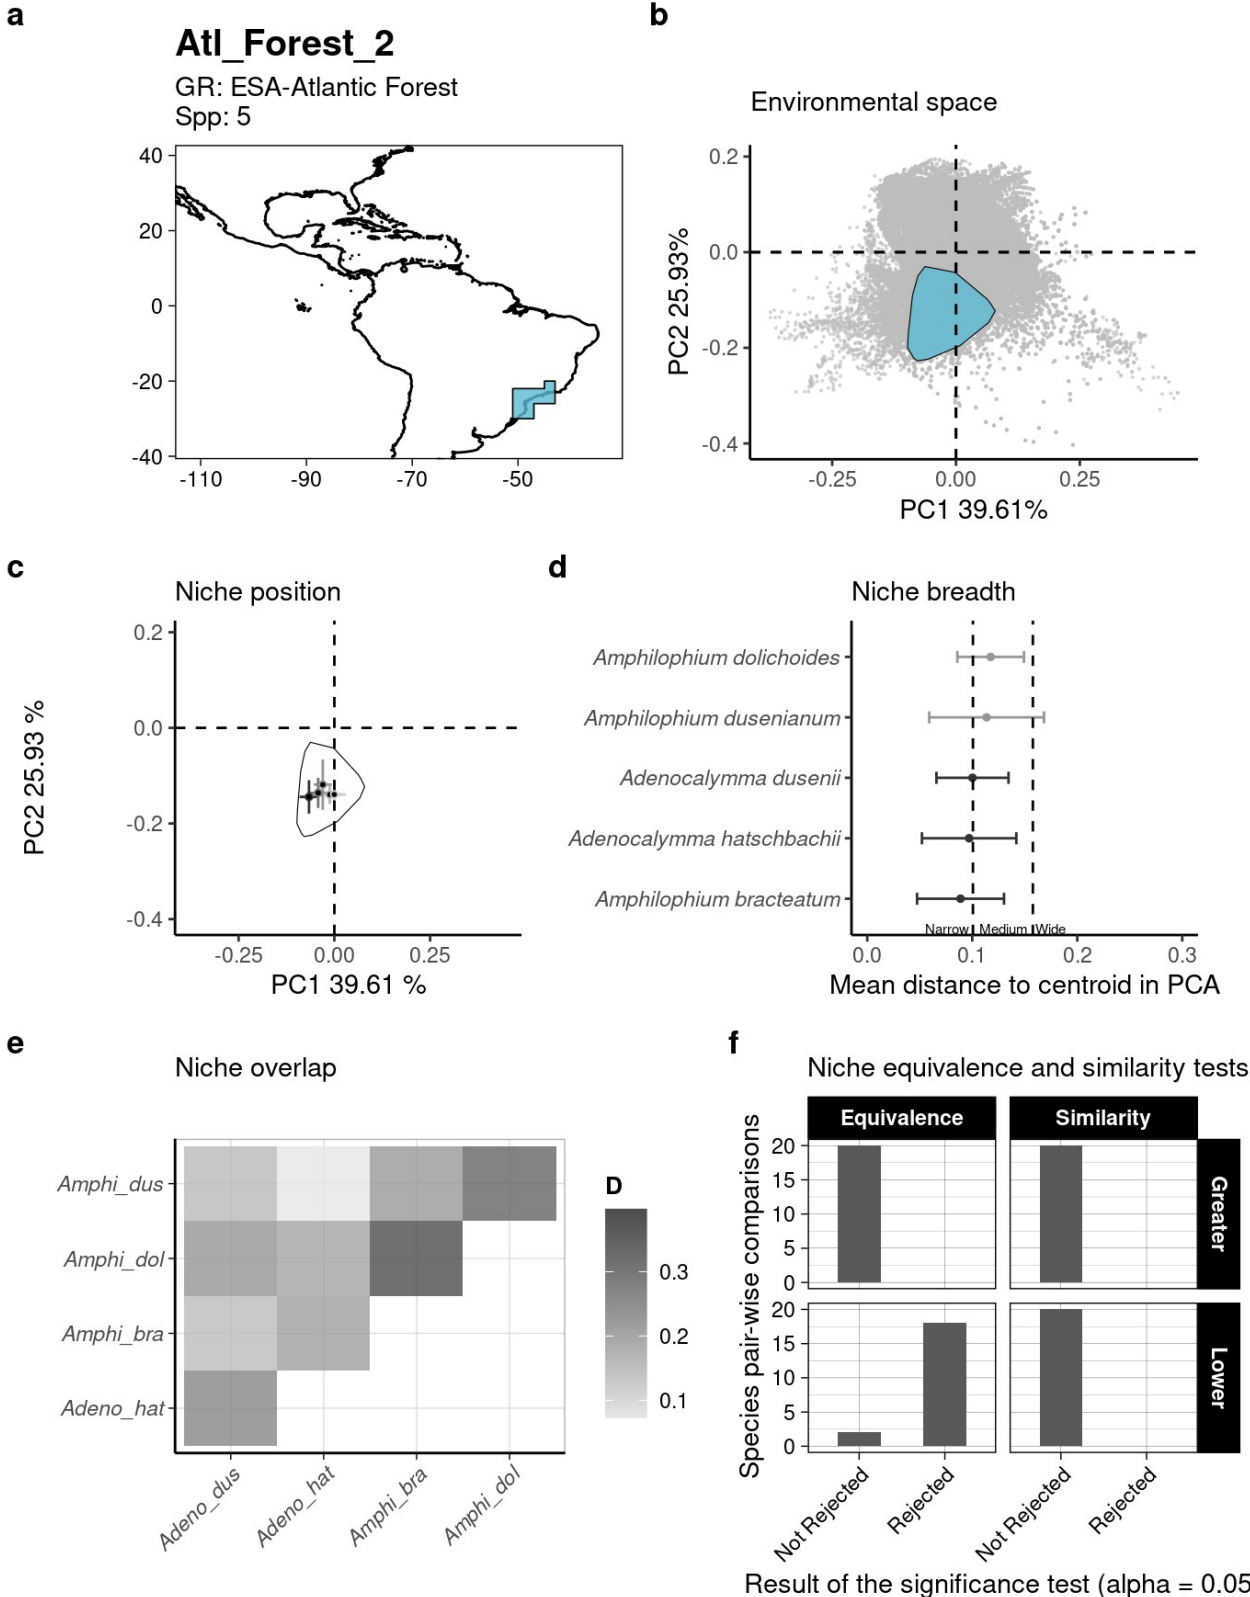 a
Atl_Forest_2
GR: ESA-Atlantic Forest
Spp: 5
40
20
0
-20
-40
-110 -90 -70 -50
b
Environmental space
PC2 25.93%
0.2
0.0
-0.2
-0.4
-0.25 0.00 0.25
PC1 39.61%
c
Niche position
PC2 25.93 %
0.2
0.0
-0.2
-0.4
-0.25 0.00 0.25
PC1 39.61 %
d
Niche breadth
Amphilophium dolichoides
Amphilophium dusenianum
Adenocalymma dusenii
Adenocalymma hatschbachii
Amphilophium bracteatum
Narrow Medium Wide
0.0 0.1 0.2 0.3
Mean distance to centroid in PCA
e
Niche overlap
Amphi_dus
Amphi_dol
Amphi_bra
Adeno_hat
Adeno_dus Adeno_hat Amphi_bra Amphi_dol
D
0.3
0.2
0.1
f
Niche equivalence and similarity tests
Equivalence Similarity
Species pair-wise comparisons
20
15
10
5
0
Greater
20
15
10
5
0
Lower
Not Rejected Rejected Not Rejected Rejected
Result of the significance test (alpha = 0.05